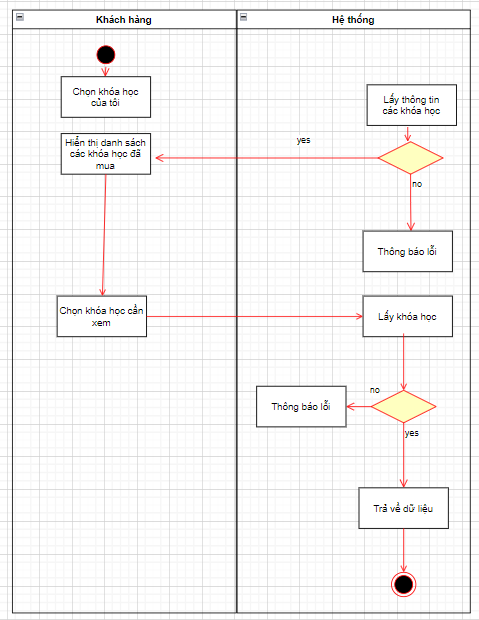 Khách hàng
Hệ thống
Chọn khóa học
của tôi
Lấy thông tin
các khóa học
yes
Hiển thi danh sách
các khóa học đã
mua
no
Thông báo lỗi
Chọn khóa học cần
xem
Lấy khóa học
no
Thông báo lỗi
yes
Trả về dữ liệu